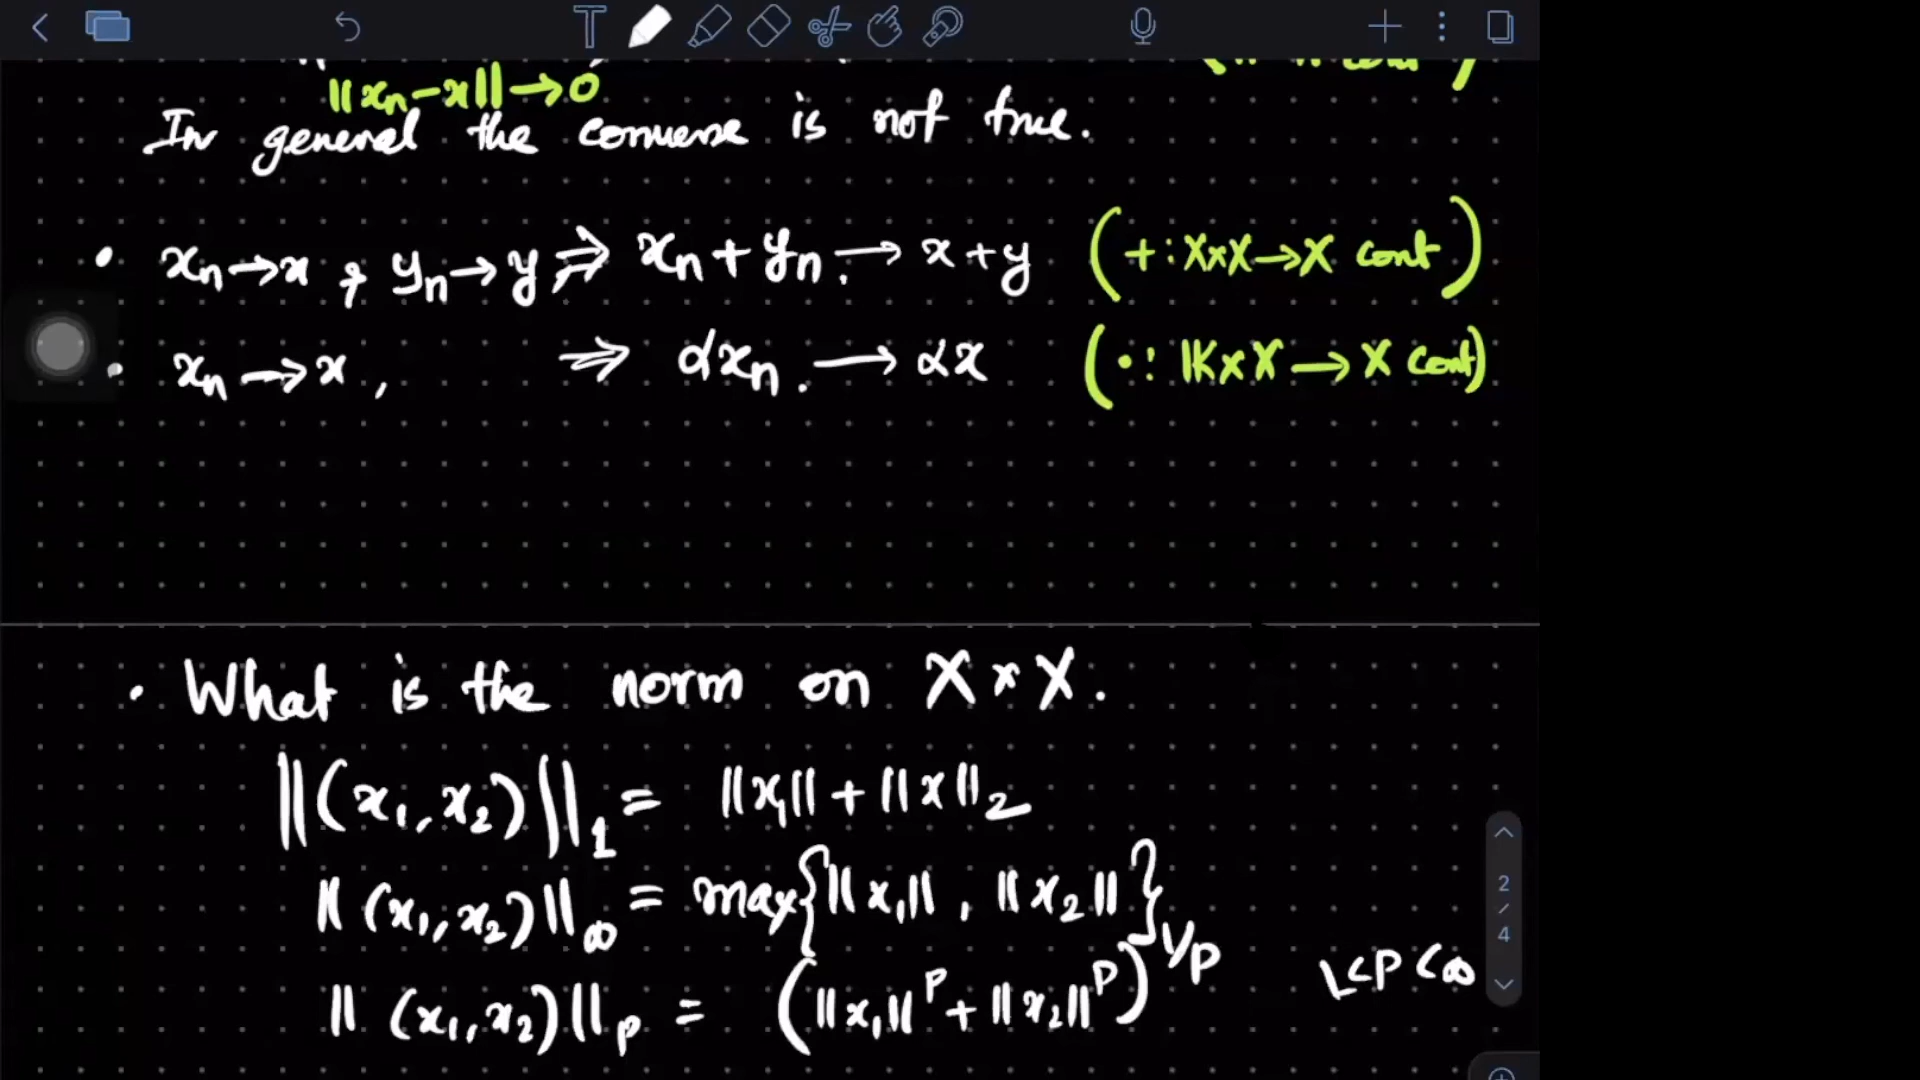 ‖xₙ-x‖→0
In general the converse is not true.
• xₙ→x & yₙ→y ⇒ xₙ+yₙ → x+y (+: X×X→X cont)
• xₙ→x, ⇒ αxₙ → αx (•: 𝕂×X→X cont)
• What is the norm on X×X.
‖(x₁,x₂)‖₁ = ‖x₁‖+‖x‖₂
‖(x₁,x₂)‖∞ = max{‖x₁‖, ‖x₂‖}
‖(x₁,x₂)‖ₚ = (‖x₁‖ᵖ+‖x₂‖ᵖ)^1/p 1<p<∞
2
/
4